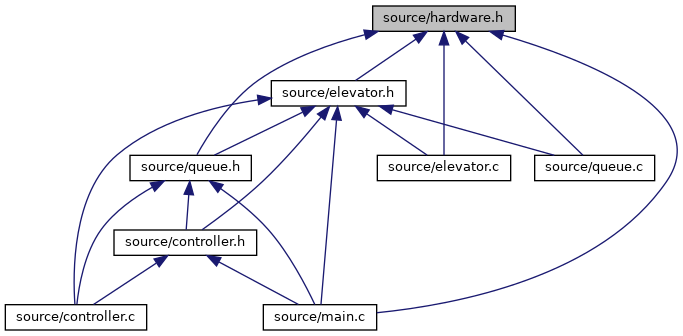 source/hardware.h
source/elevator.h
source/queue.h
source/elevator.c
source/queue.c
source/controller.h
source/controller.c
source/main.c